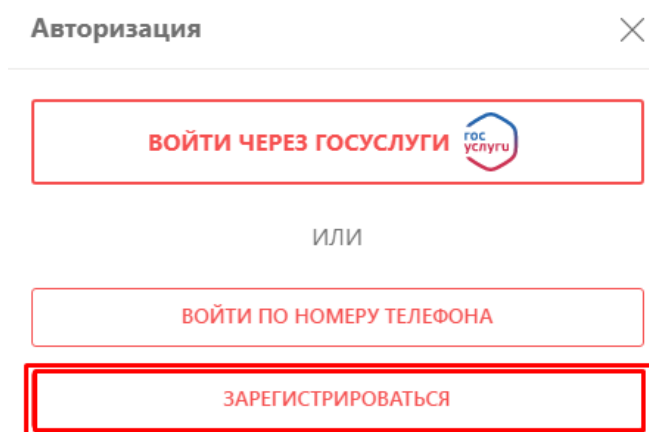 Авторизация
ВОЙТИ ЧЕРЕЗ ГОСУСЛУГИ
гос
услуги
ИЛИ
ВОЙТИ ПО НОМЕРУ ТЕЛЕФОНА
ЗАРЕГИСТРИРОВАТЬСЯ